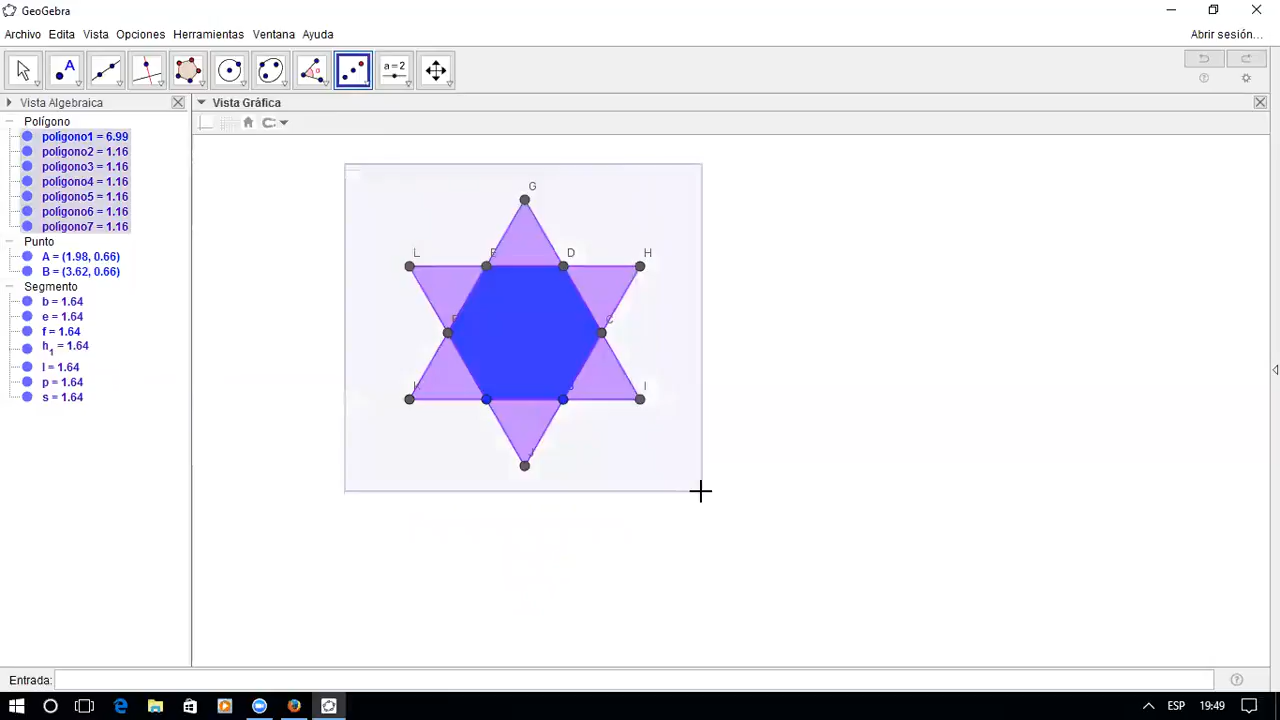 GeoGebra
Archivo Edita Vista Opciones Herramientas Ventana Ayuda
Abrir sesión...
A
a=2
Vista Algebraica
Vista Gráfica
Polígono
polígono1 = 6.99
polígono2 = 1.16
polígono3 = 1.16
polígono4 = 1.16
polígono5 = 1.16
polígono6 = 1.16
polígono7 = 1.16
Punto
A = (1.98, 0.66)
B = (3.62, 0.66)
Segmento
b = 1.64
e = 1.64
f = 1.64
h1 = 1.64
l = 1.64
p = 1.64
s = 1.64
G
L E D H
F C
K I
J
Entrada:
ESP 19:49